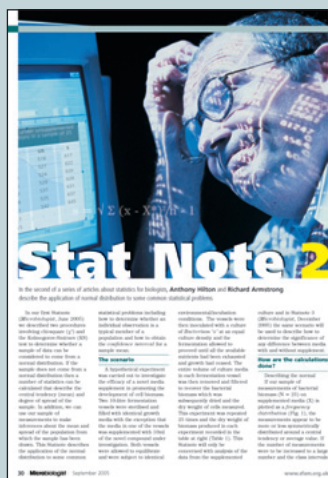 √Σ(x - X)²/n - 1
Stat Note 2
In the second of a series of articles about statistics for biologists, Anthony Hilton and Richard Armstrong
describe the application of normal distribution to some common statistical problems
In our first Statnote
(Microbiologist, June 2005)
we described two procedures
involving chi-square (χ²) and
the Kolmogorov-Smirnov (KS)
test to determine whether a
sample of data can be
considered to come from a
normal distribution. If the
sample does not come from a
normal distribution then a
number of statistics can be
calculated that describe the
central tendency (mean) and
degree of spread of the
sample. In addition, we can
use our sample of
measurements to make
inferences about the mean and
spread of the population from
which the sample has been
drawn. This Statnote describes
the application of the normal
distribution to some common
statistical problems including
how to determine whether an
individual observation is a
typical member of a
population and how to obtain
the confidence interval for a
sample mean.
The scenario
A hypothetical experiment
was carried out to investigate
the efficacy of a novel media
supplement in promoting the
development of cell biomass.
Two 10-litre fermentation
vessels were sterilised and
filled with identical growth
media with the exception that
the media in one of the vessels
was supplemented with 10ml
of the novel compound under
investigation. Both vessels
were allowed to equilibrate
and were subject to identical
environmental/incubation
conditions. The vessels were
then inoculated with a culture
of Bacterium 'x' at an equal
culture density and the
fermentation allowed to
proceed until all the available
nutrients had been exhausted
and growth had ceased. The
entire volume of culture media
in each fermentation vessel
was then removed and filtered
to recover the bacterial
biomass which was
subsequently dried and the
dry weight of cells measured.
This experiment was repeated
25 times and the dry weight of
biomass produced in each
experiment recorded in the
table at right (Table 1). This
Statnote will only be
concerned with analysis of the
data from the supplemented
culture and in Statnote 3
(Microbiologist, December
2005) the same scenario will
be used to describe how to
determine the significance of
any difference between media
with and without supplement.
How are the calculations
done?
Describing the normal
If our sample of
measurements of bacterial
biomass (N = 25) on
supplemented media (X) is
plotted as a frequency
distribution (Fig. 1), the
measurements appear to be
more or less symmetrically
distributed around a central
tendency or average value. If
the number of measurements
were to be increased to a large
number and the class intervals
30 Microbiologist September 2005
www.sfam.org.uk